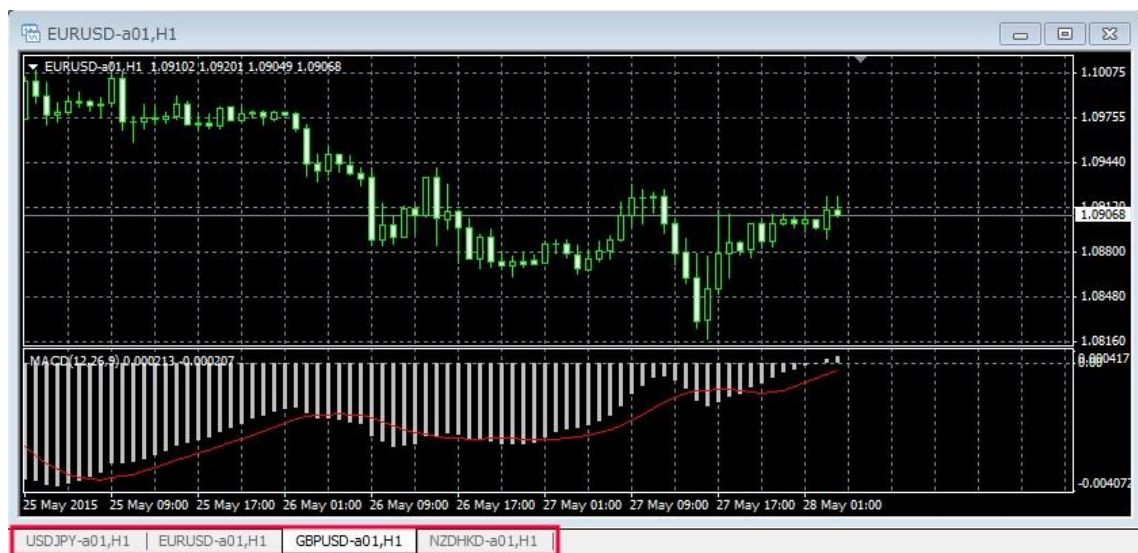 EURUSD-a01,H1
EURUSD-a01,H1 1.09102 1.09201 1.09049 1.09068
1.10075
1.09755
1.09440
1.09120
1.09068
1.08800
1.08480
1.08160
MACD(12,26,9) 0.000213 -0.000207
0.000417
0.00
-0.004072
25 May 2015 25 May 09:00 25 May 17:00 26 May 01:00 26 May 09:00 26 May 17:00 27 May 01:00 27 May 09:00 27 May 17:00 28 May 01:00
USDJPY-a01,H1 | EURUSD-a01,H1 | GBPUSD-a01,H1 | NZDHKD-a01,H1 |